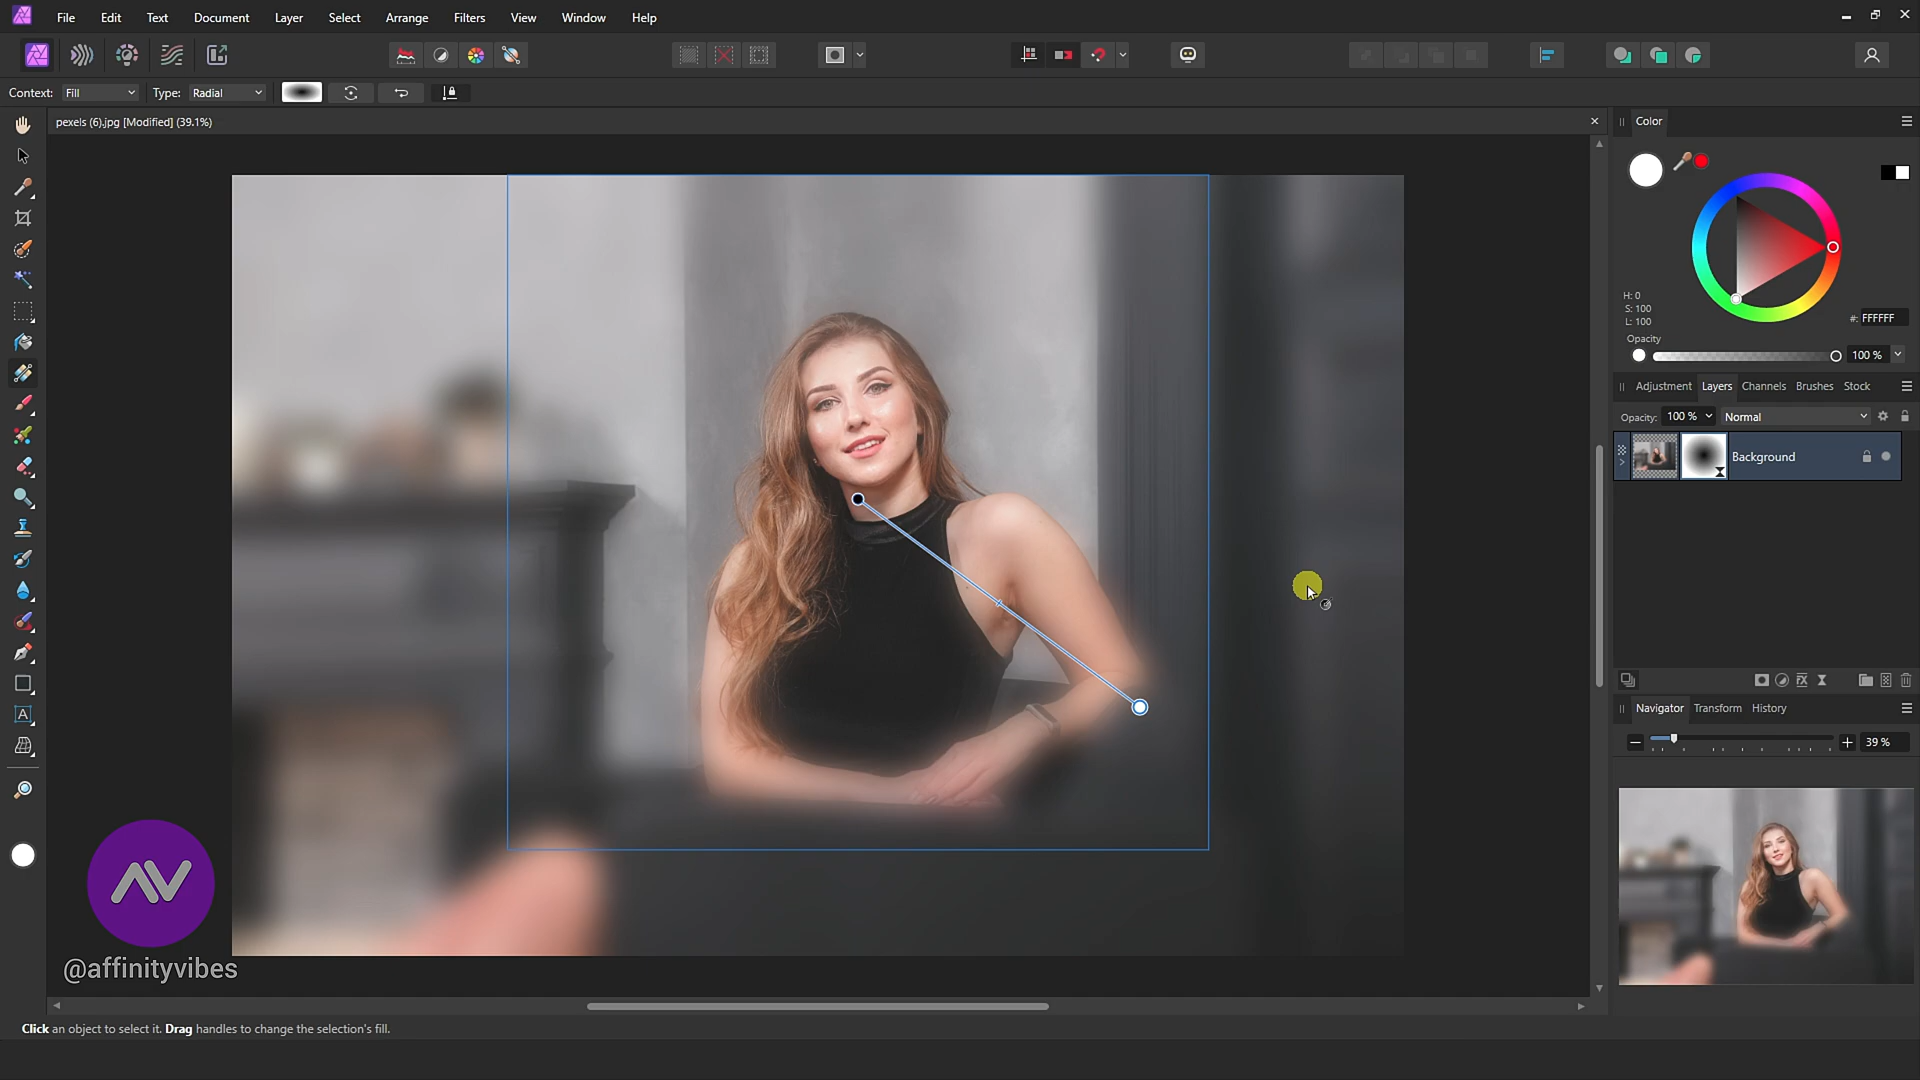 File Edit Text Document Layer Select Arrange Filters View Window Help
Context: Fill Type: Radial
pexels (6).jpg [Modified] (39.1%)
Color
H: 0
S: 100
L: 100
#: FFFFFF
Opacity
100 %
Adjustment Layers Channels Brushes Stock
Opacity: 100 % Normal
Background
fx
A
Navigator Transform History
39 %
AV
@affinityvibes
Click an object to select it. Drag handles to change the selection's fill.